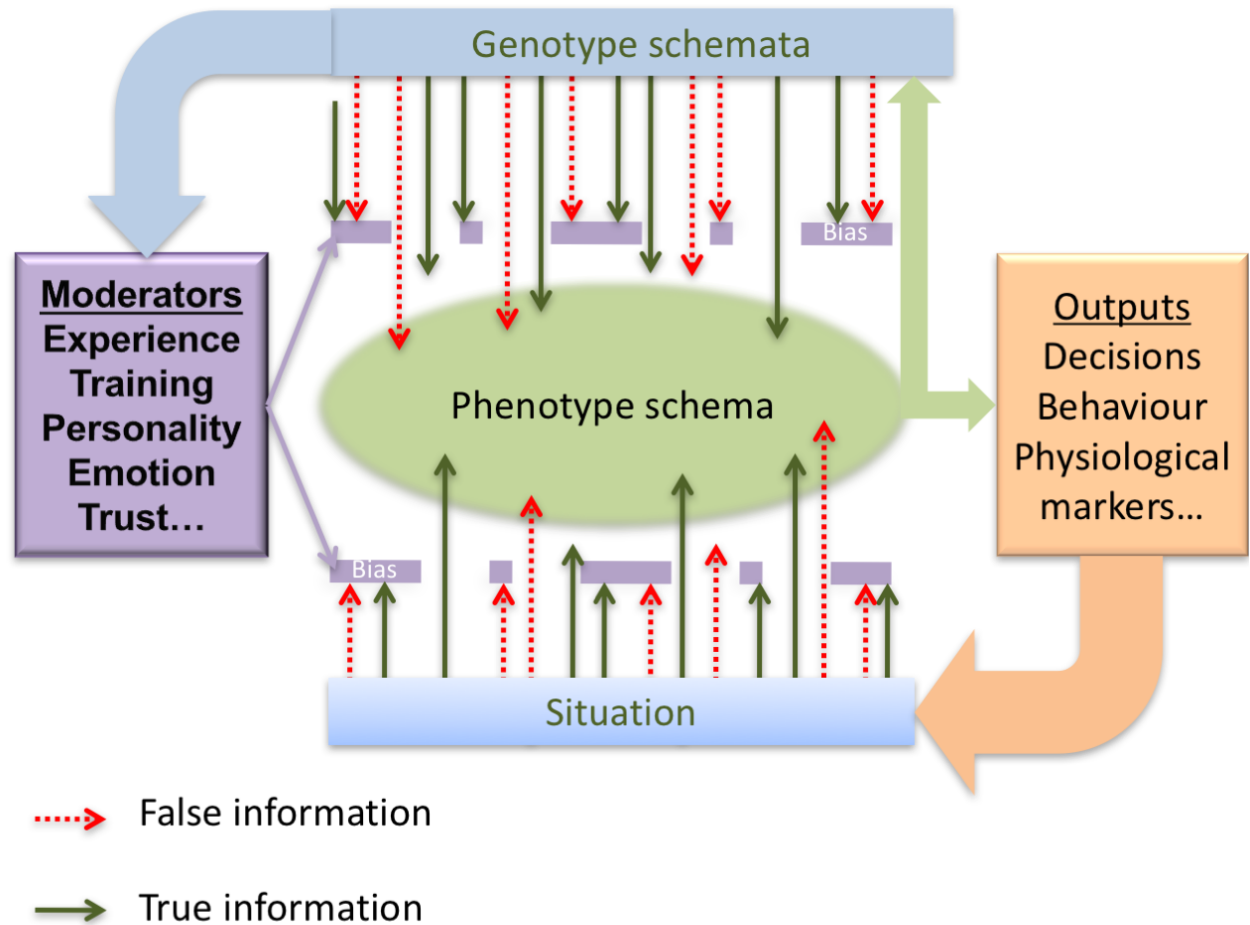 Genotype schemata
Bias
Moderators
Experience
Training
Personality
Emotion
Trust…
Phenotype schema
Outputs
Decisions
Behaviour
Physiological
markers…
Bias
Situation
False information
True information